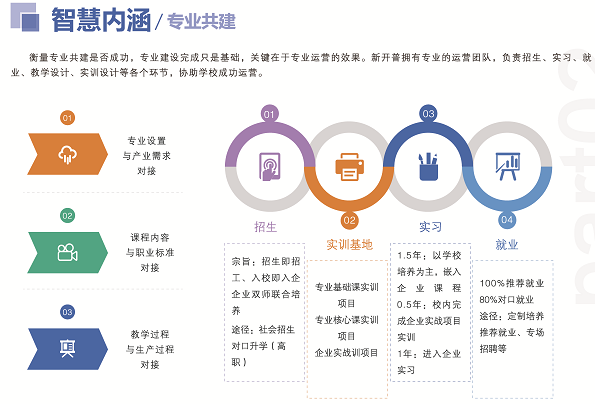 智慧内涵/专业共建
衡量专业共建是否成功，专业建设完成只是基础，关键在于专业运营的效果。新开普拥有专业的运营团队，负责招生、实习、就
业、教学设计、实训设计等各个环节，协助学校成功运营。
part03
01
专业设置
与产业需求
对接
02
课程内容
与职业标准
对接
03
教学过程
与生产过程
对接
01
招生
宗旨：招生即招
工、入校即入企
企业双师联合培
养
途径：社会招生
对口升学（高
职）
02
实训基地
专业基础课实训
项目
专业核心课实训
项目
企业实战训项目
03
实习
1.5年：以学校
培养为主，嵌入
企业课程
0.5年：校内完
成企业实战项目
实训
1年：进入企业
实习
04
就业
100%推荐就业
80%对口就业
途径：定制培养
推荐就业、专场
招聘等